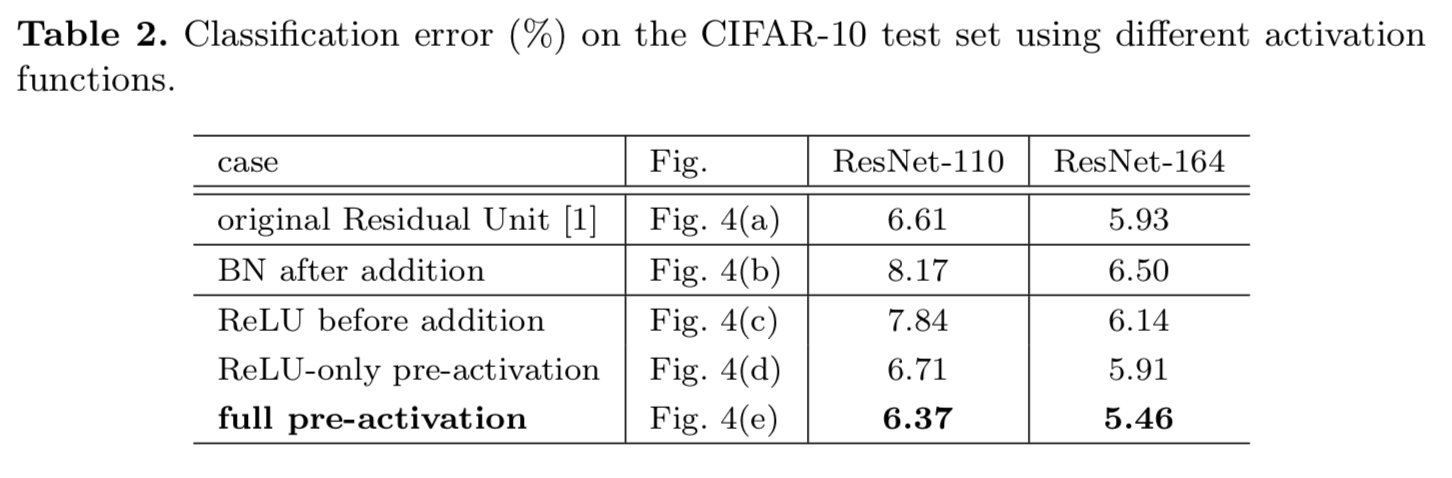 Table 2. Classification error (%) on the CIFAR-10 test set using different activation
functions.
case Fig. ResNet-110 ResNet-164
original Residual Unit [1] Fig. 4(a) 6.61 5.93
BN after addition Fig. 4(b) 8.17 6.50
ReLU before addition Fig. 4(c) 7.84 6.14
ReLU-only pre-activation Fig. 4(d) 6.71 5.91
full pre-activation Fig. 4(e) 6.37 5.46